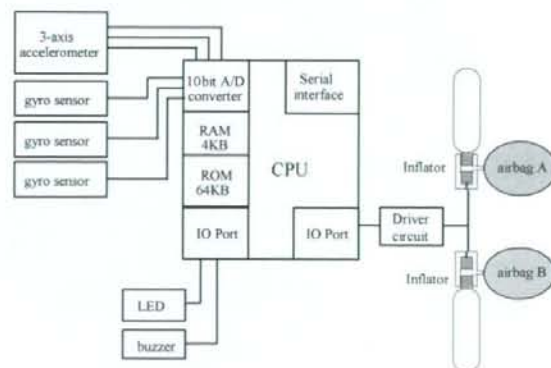 3-axis
accelerometer
gyro sensor
gyro sensor
gyro sensor
10bit A/D
converter
RAM
4KB
ROM
64KB
IO Port
Serial
interface
CPU
IO Port
Driver
circuit
Inflator
airbag A
Inflator
airbag B
LED
buzzer